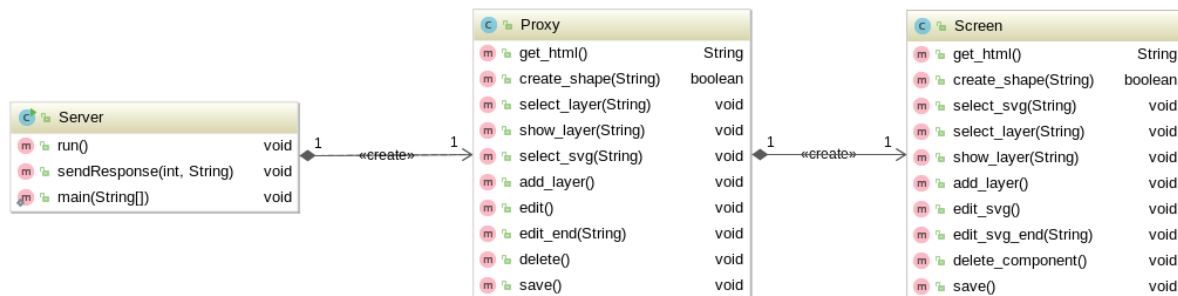 Server
run() void
sendResponse(int, String) void
main(String[]) void
1 «create» 1
Proxy
get_html() String
create_shape(String) boolean
select_layer(String) void
show_layer(String) void
select_svg(String) void
add_layer() void
edit() void
edit_end(String) void
delete() void
save() void
1 «create» 1
Screen
get_html() String
create_shape(String) boolean
select_svg(String) void
select_layer(String) void
show_layer(String) void
add_layer() void
edit_svg() void
edit_svg_end(String) void
delete_component() void
save() void